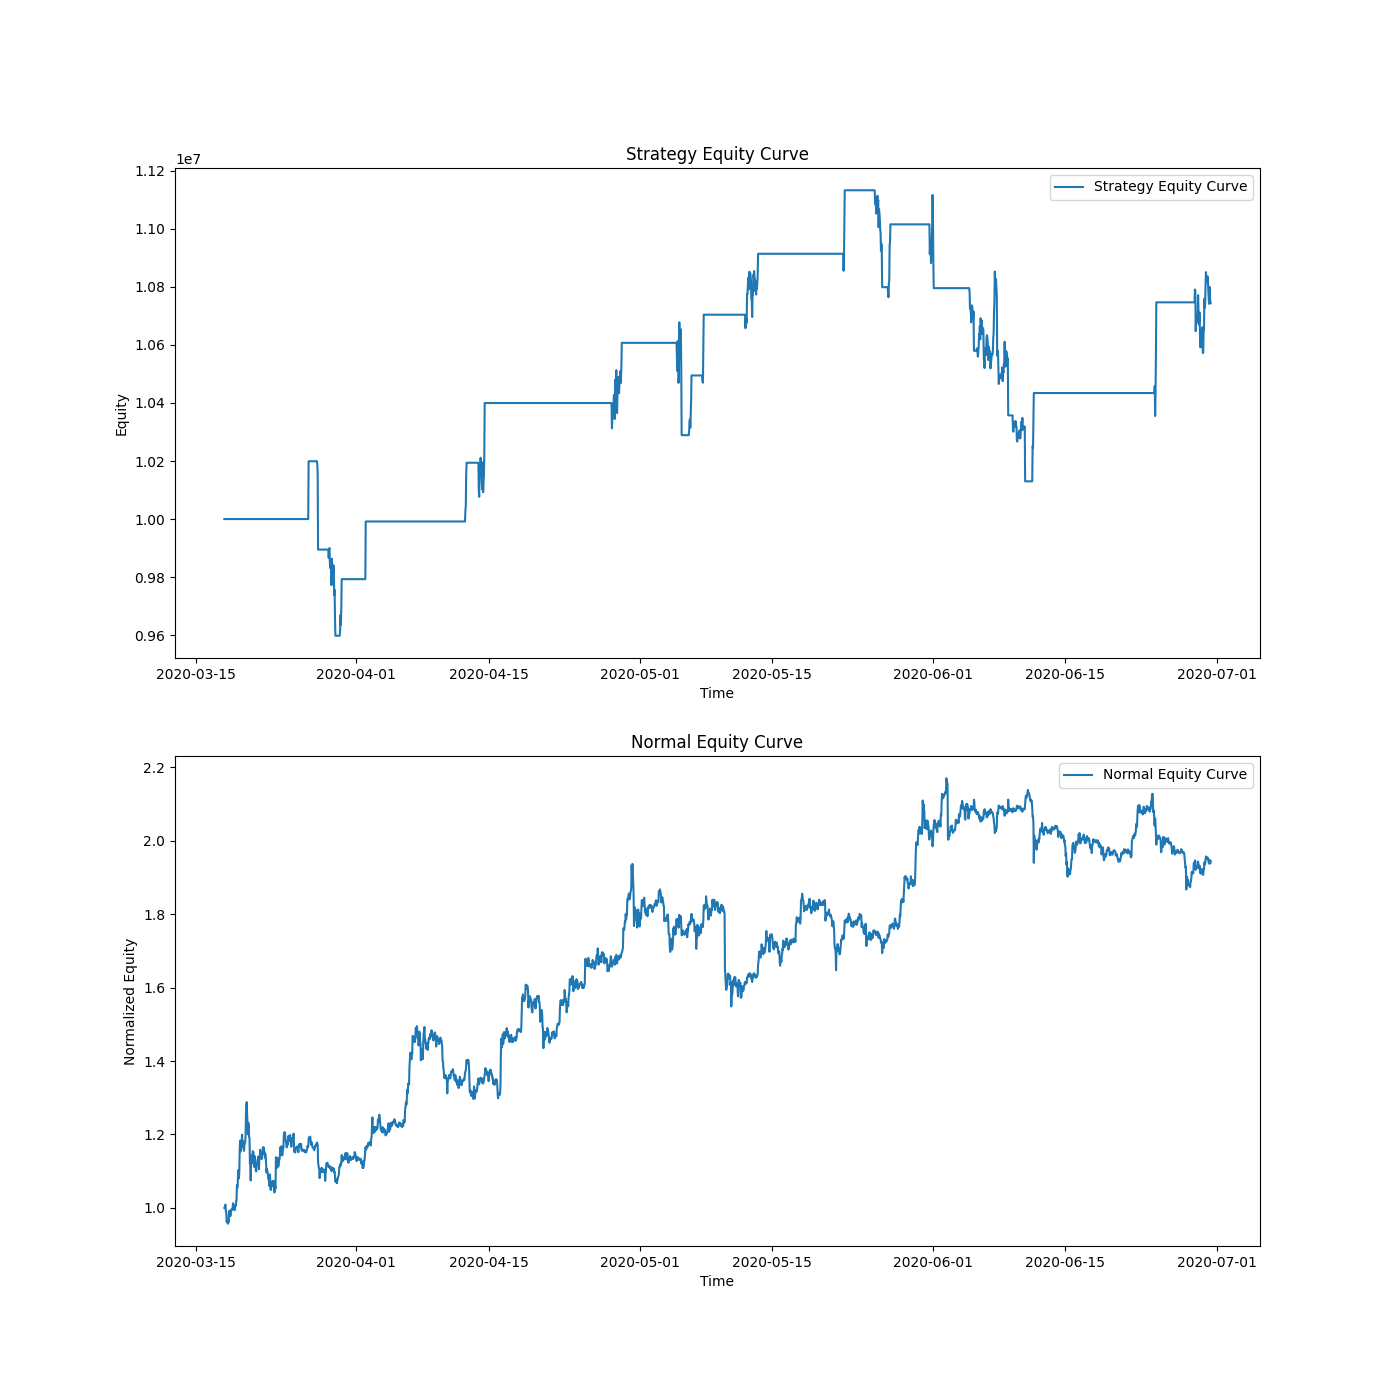 Strategy Equity Curve
1e7
1.12
1.10
1.08
1.06
1.04
1.02
1.00
0.98
0.96
Equity
Strategy Equity Curve
2020-03-15 2020-04-01 2020-04-15 2020-05-01 2020-05-15 2020-06-01 2020-06-15 2020-07-01
Time
Normal Equity Curve
2.2
2.0
1.8
1.6
1.4
1.2
1.0
Normalized Equity
Normal Equity Curve
2020-03-15 2020-04-01 2020-04-15 2020-05-01 2020-05-15 2020-06-01 2020-06-15 2020-07-01
Time